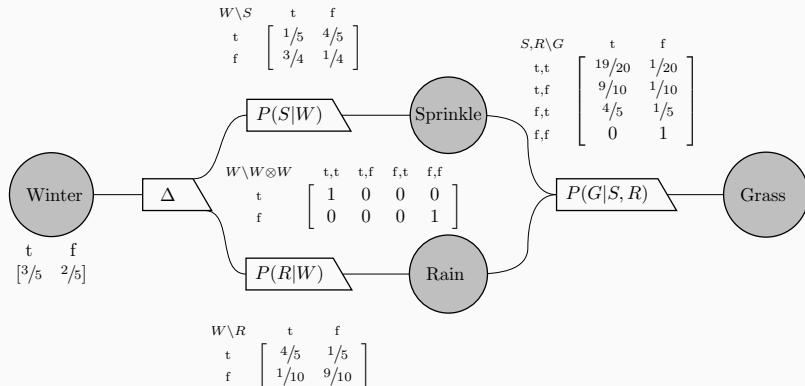 W\S t f
t 1/5 4/5
f 3/4 1/4
S,R\G t f
t,t 19/20 1/20
t,f 9/10 1/10
f,t 4/5 1/5
f,f 0 1
P(S|W)
Sprinkle
Winter
t f
[3/5 2/5]
Δ
W\W⊗W t,t t,f f,t f,f
t 1 0 0 0
f 0 0 0 1
P(G|S, R)
Grass
P(R|W)
Rain
W\R t f
t 4/5 1/5
f 1/10 9/10